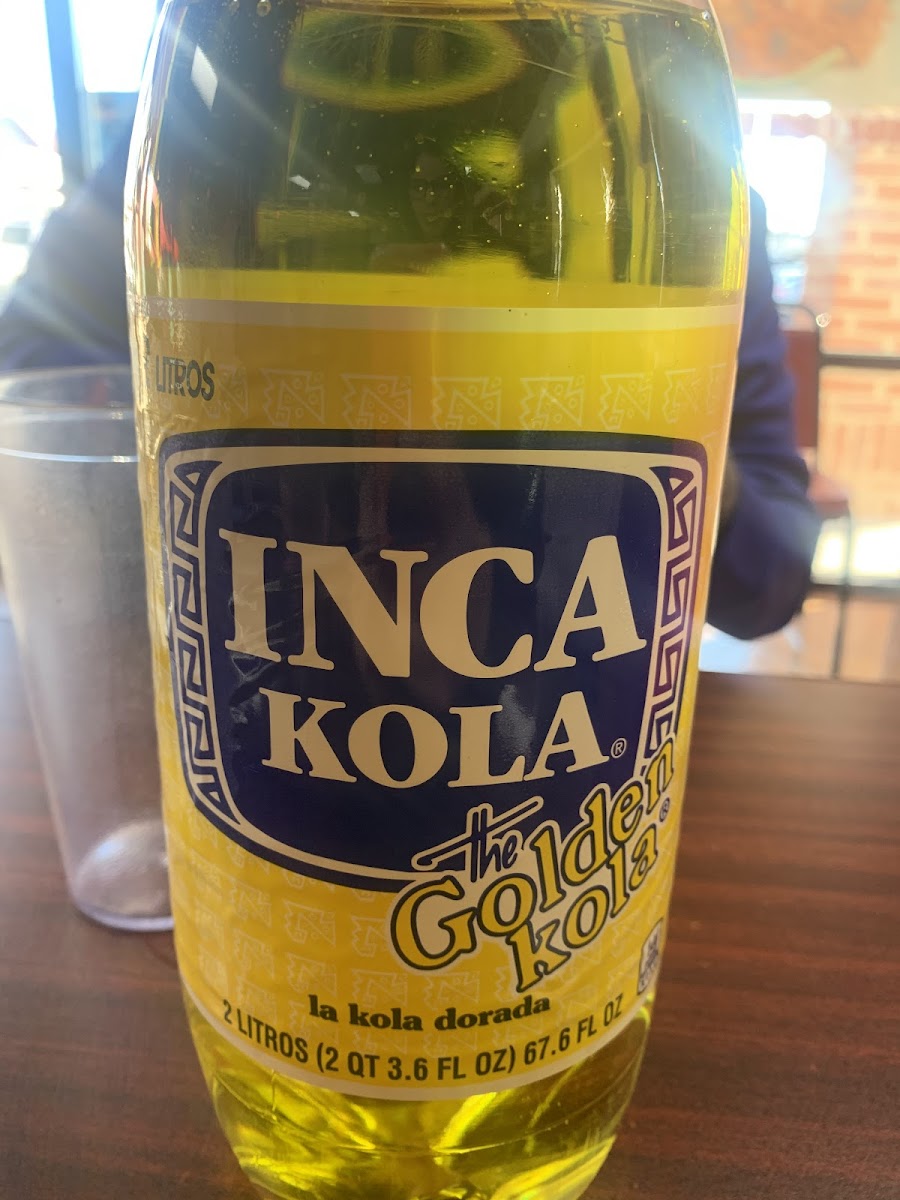 LITROS
INCA
KOLA®
the
Golden
kola®
la kola dorada
2 LITROS (2 QT 3.6 FL OZ) 67.6 FL OZ